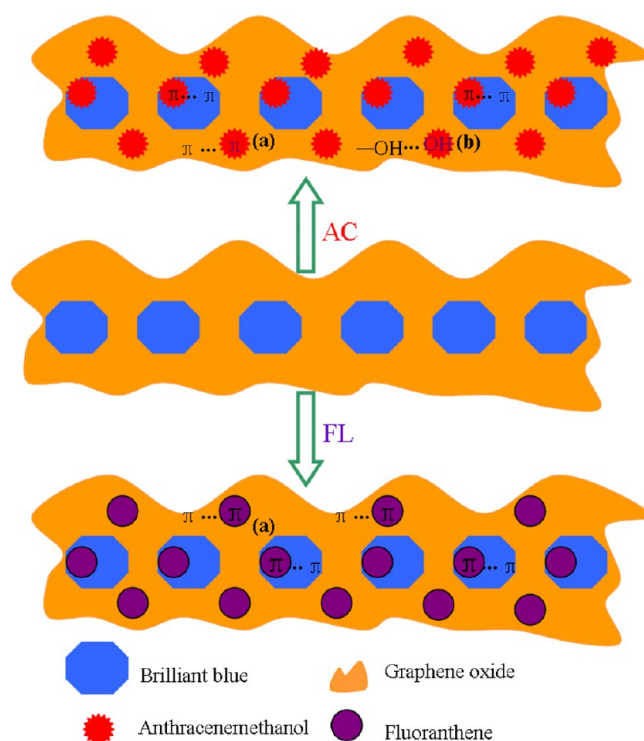 π... π π... π
π ... π (a) —OH... OH (b)
AC
FL
π ... π π ... π
(a)
π... π π... π
Brilliant blue Graphene oxide
Anthracenemethanol Fluoranthene